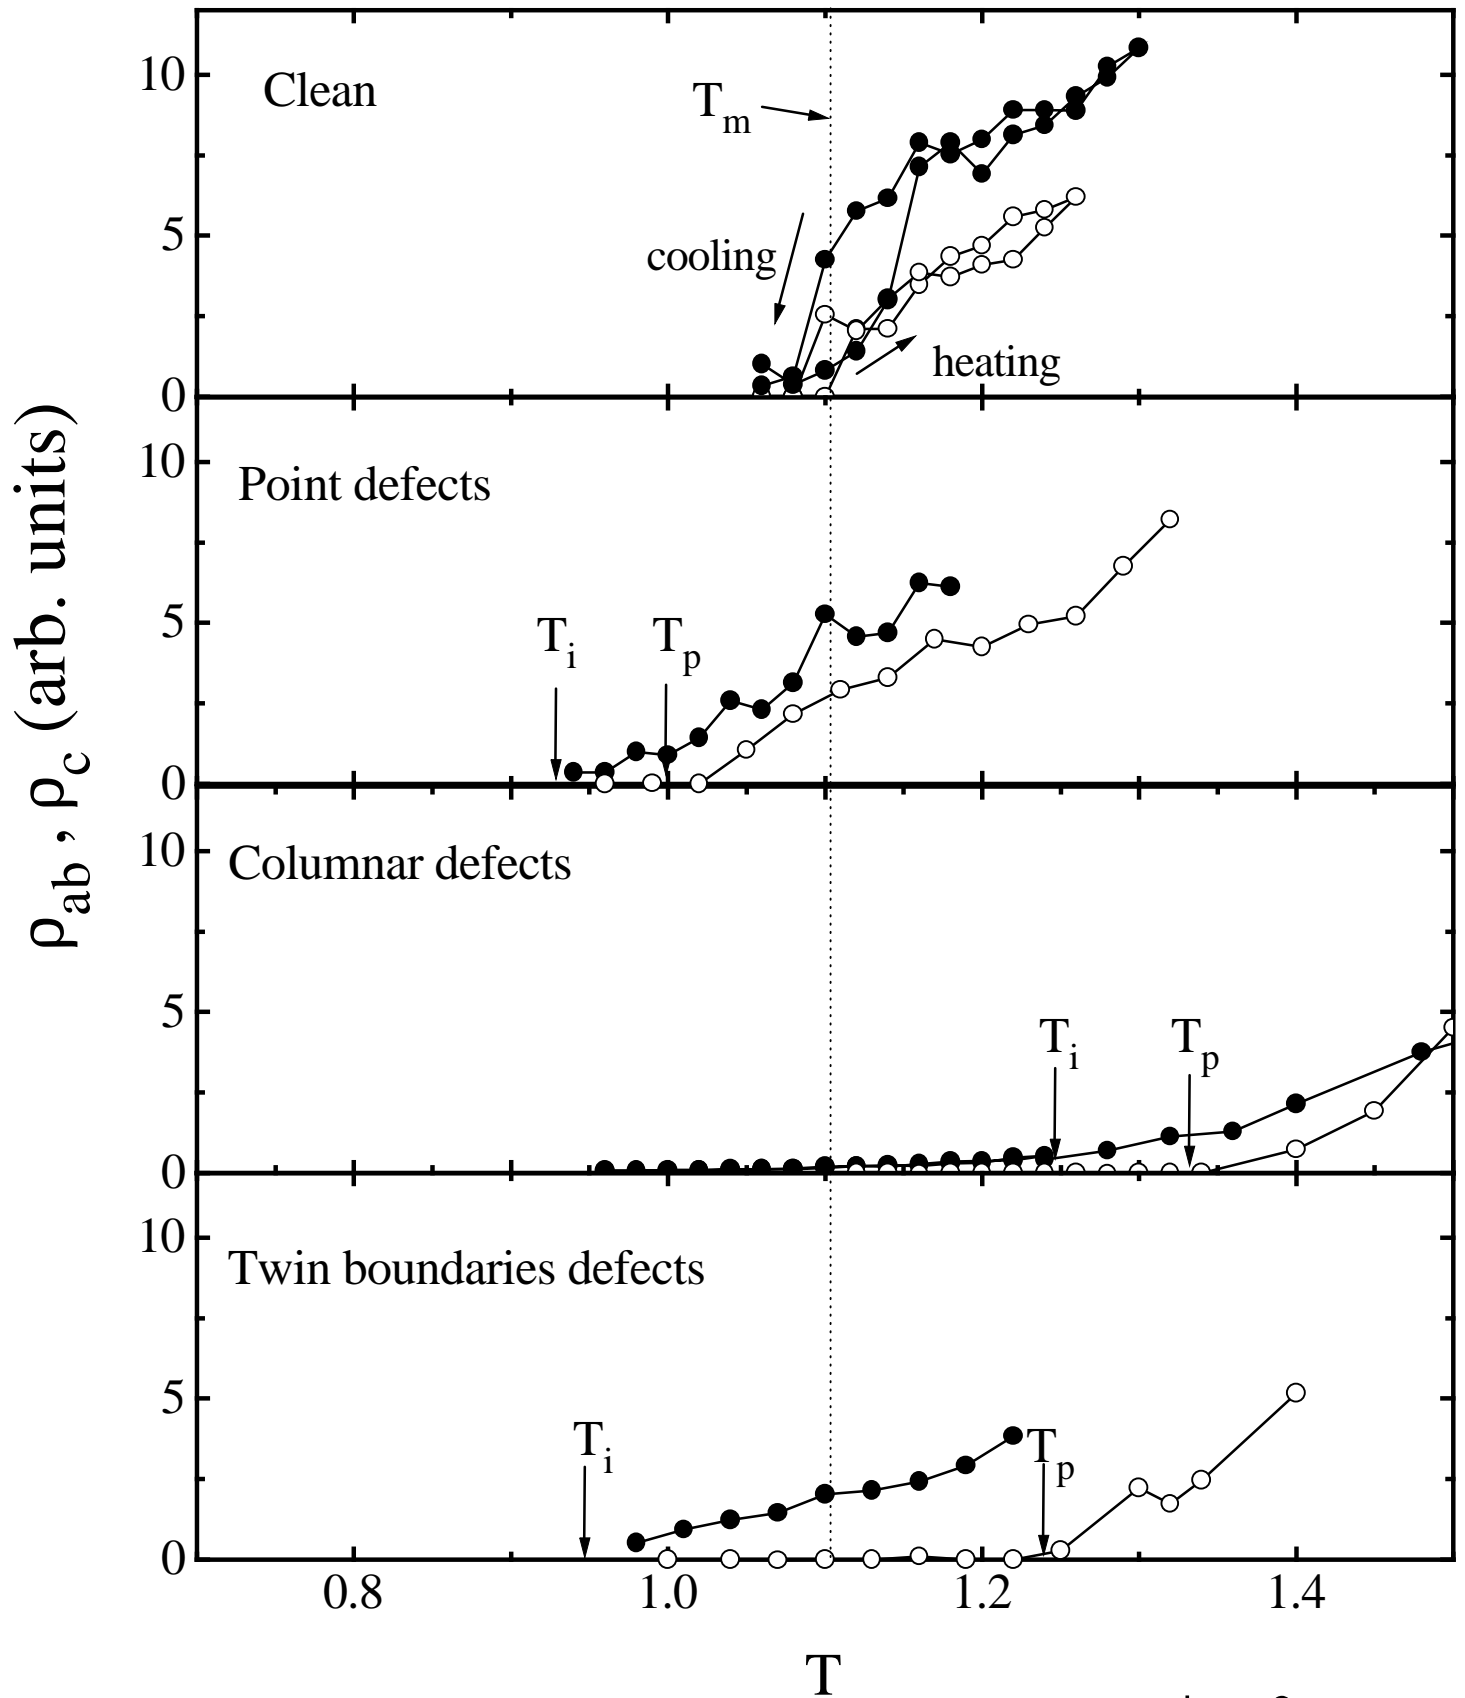 Clean
T_m
cooling
heating
10
5
0
Point defects
T_i
T_p
10
5
0
Columnar defects
T_i
T_p
10
5
0
Twin boundaries defects
T_i
T_p
10
5
0
0.8 1.0 1.2 1.4
T
ρ_ab, ρ_c (arb. units)